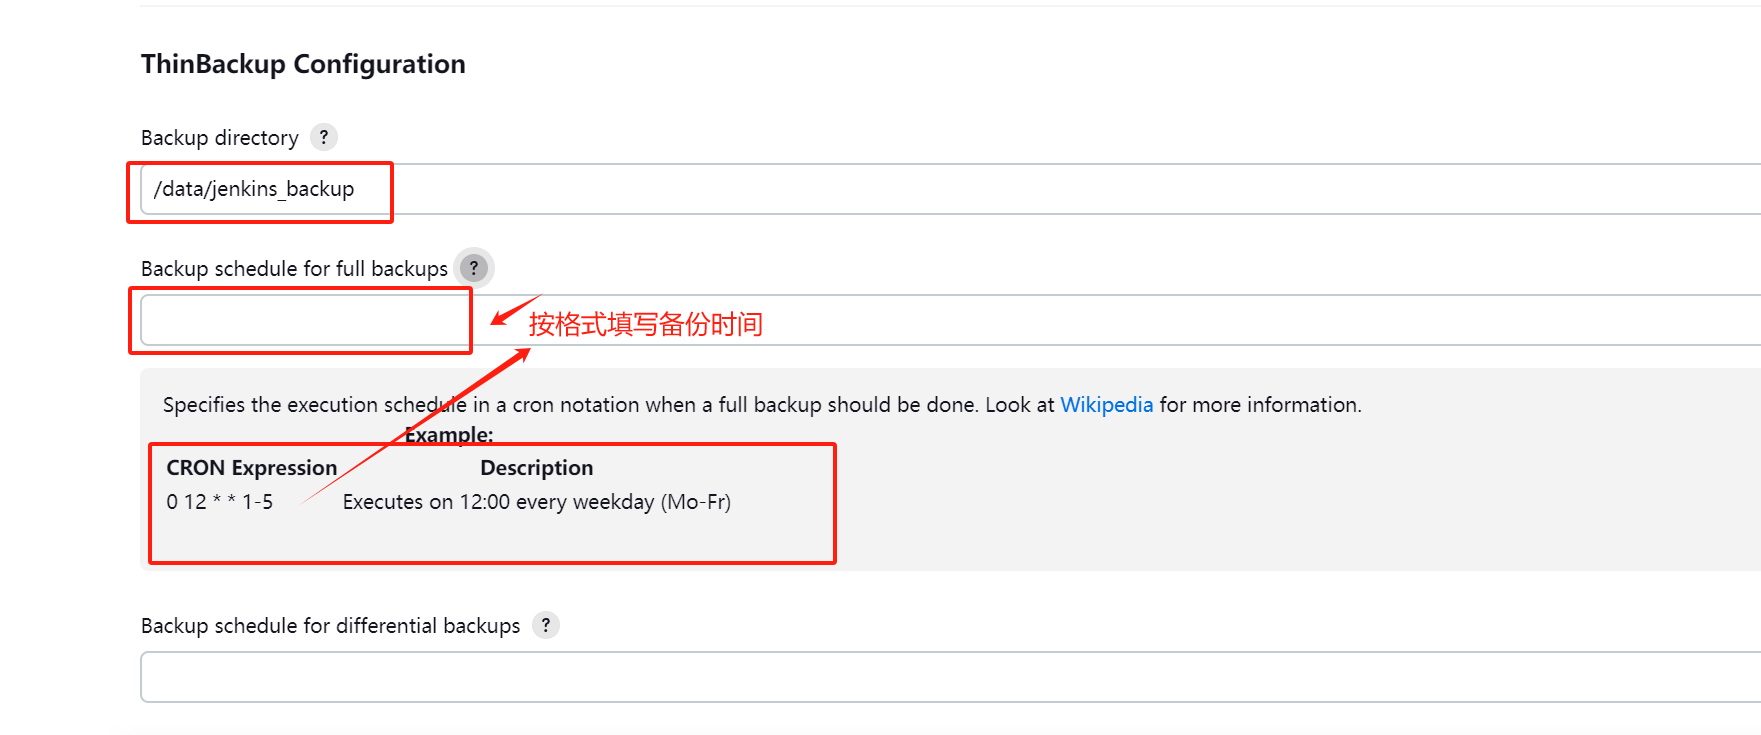 ThinBackup Configuration
Backup directory ?
/data/jenkins_backup
Backup schedule for full backups ?
按格式填写备份时间
Specifies the execution schedule in a cron notation when a full backup should be done. Look at Wikipedia for more information.
Example:
CRON Expression Description
0 12 * * 1-5 Executes on 12:00 every weekday (Mo-Fr)
Backup schedule for differential backups ?